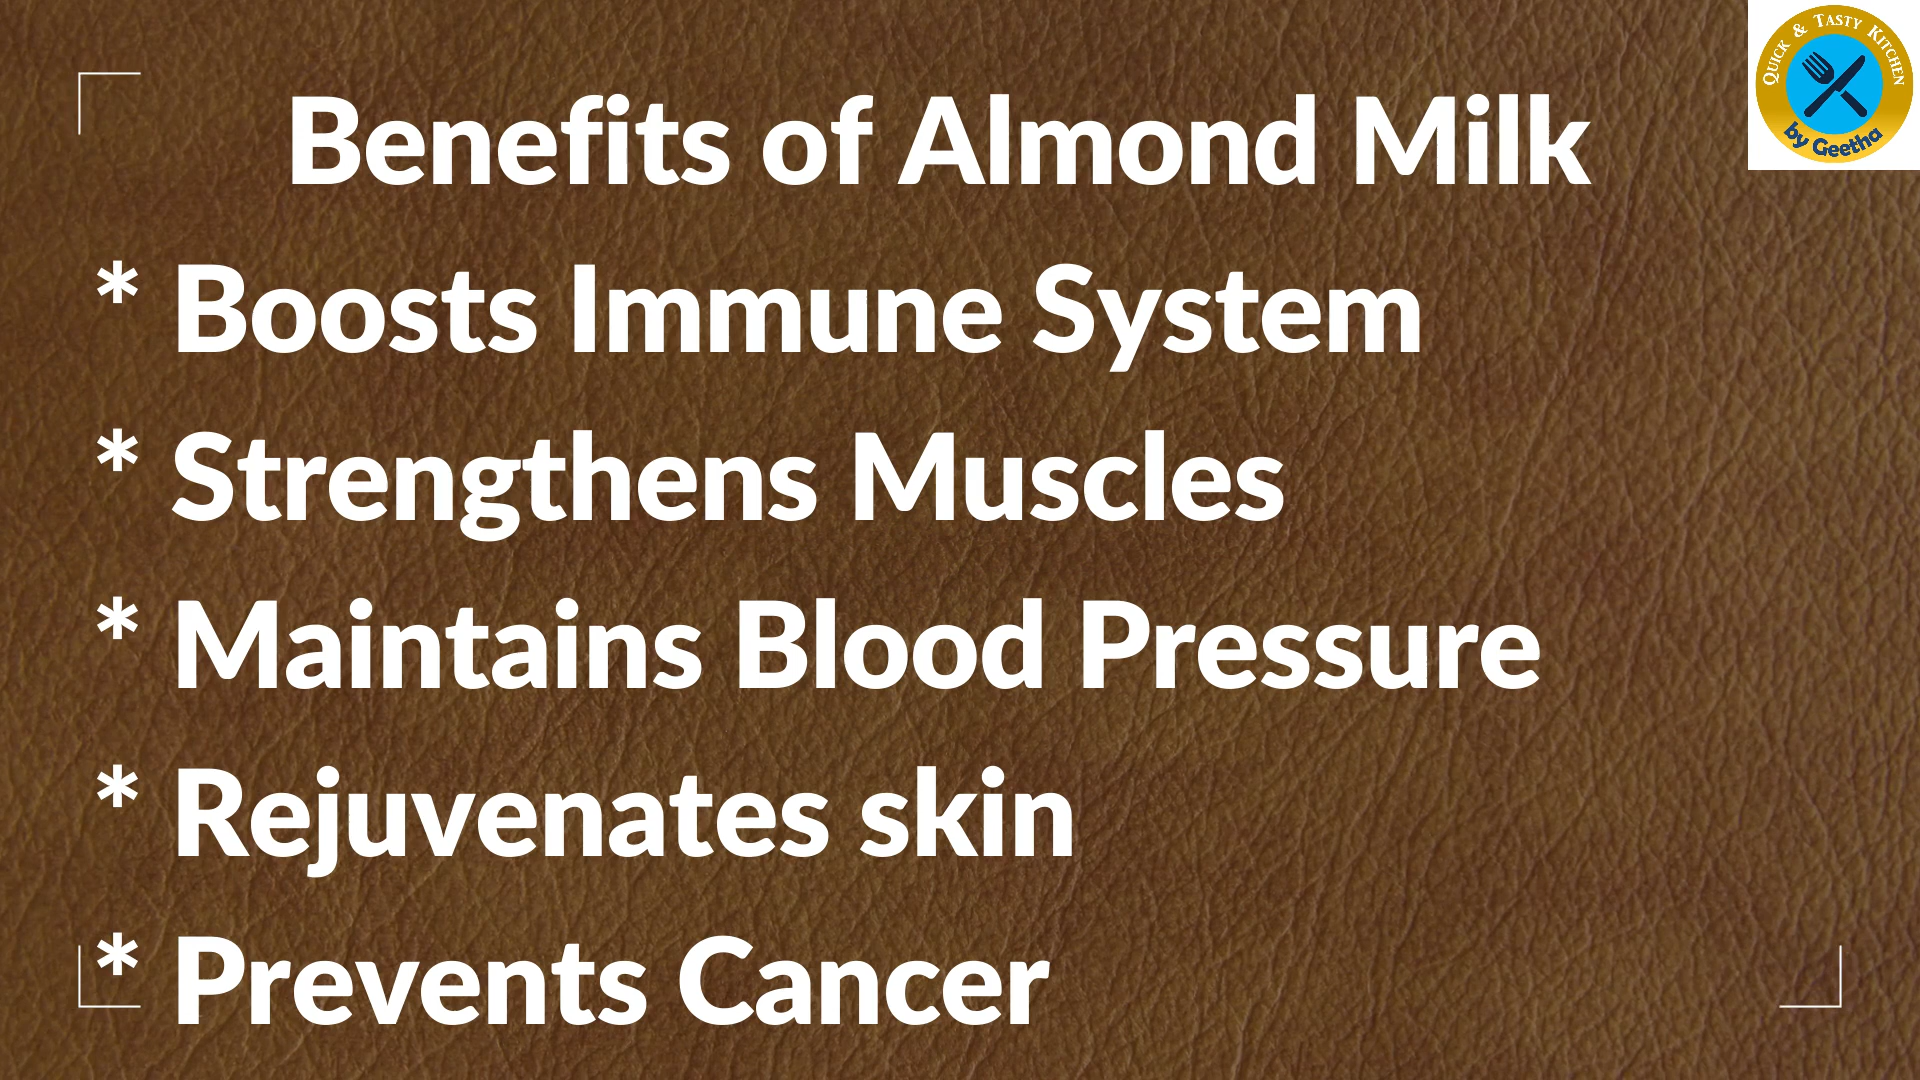 QUICK & TASTY KITCHEN
by Geetha
Benefits of Almond Milk
* Boosts Immune System
* Strengthens Muscles
* Maintains Blood Pressure
* Rejuvenates skin
* Prevents Cancer